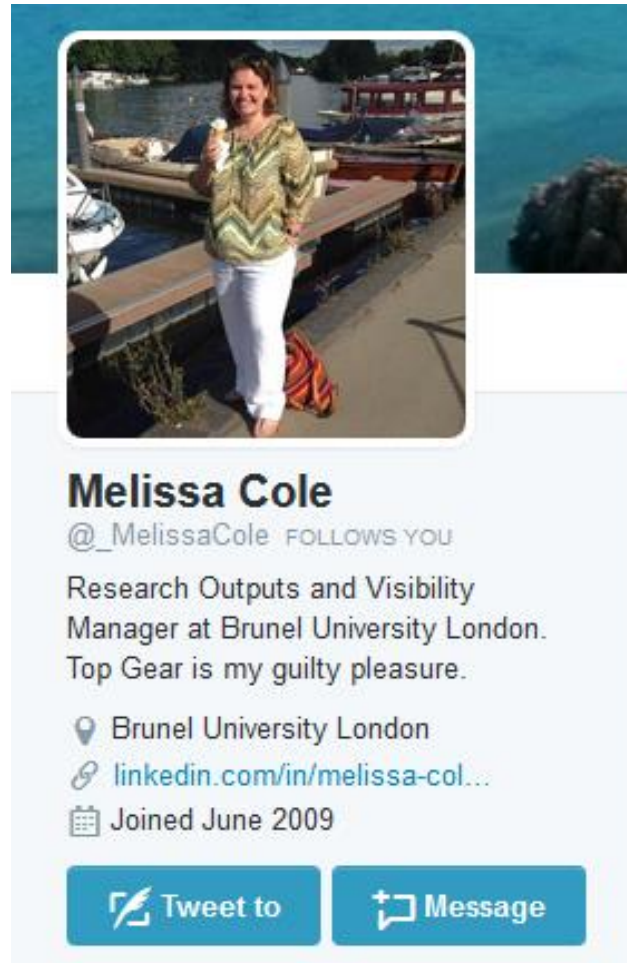 Melissa Cole
@_MelissaCole FOLLOWS YOU
Research Outputs and Visibility
Manager at Brunel University London.
Top Gear is my guilty pleasure.
Brunel University London
linkedin.com/in/melissa-col...
Joined June 2009
Tweet to Message